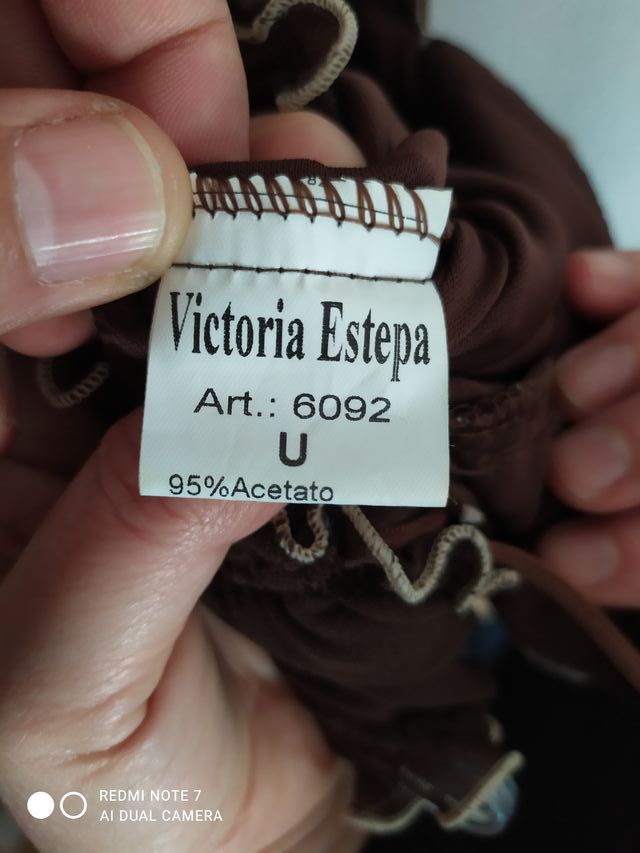 Victoria Estepa
Art.: 6092
U
95%Acetato
REDMI NOTE 7
AI DUAL CAMERA